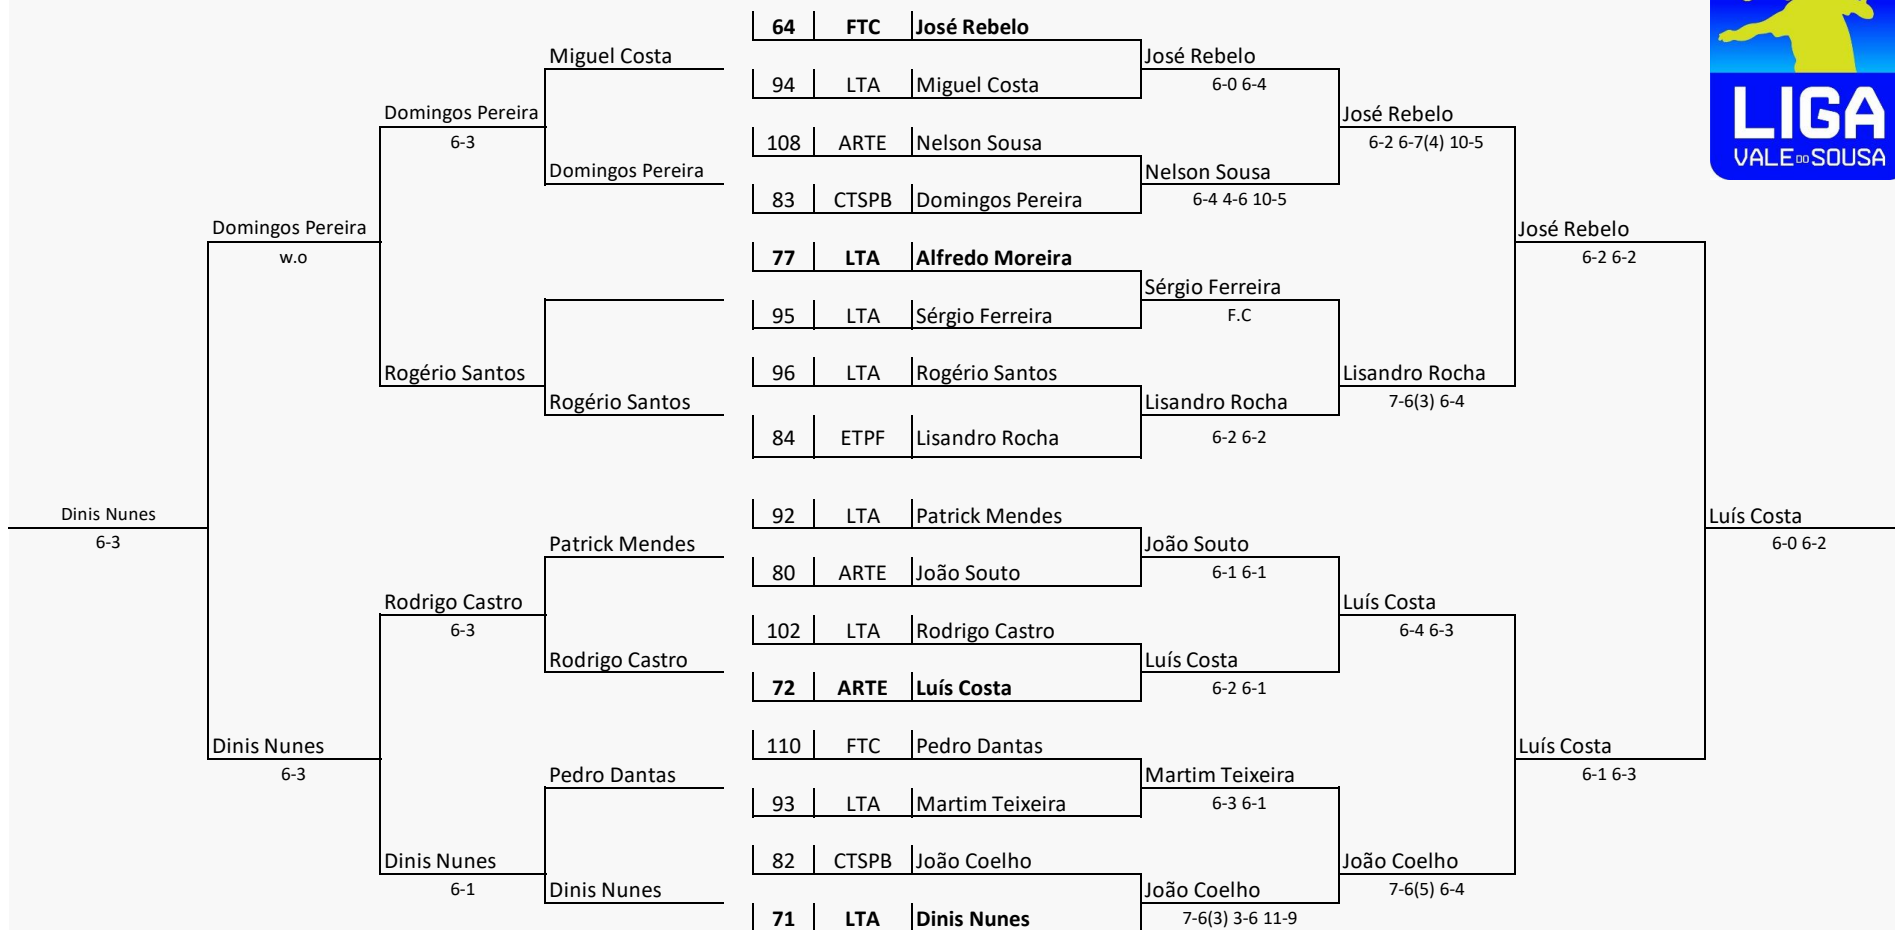 64 FTC José Rebelo
Miguel Costa
José Rebelo
94 LTA Miguel Costa
6-0 6-4
Domingos Pereira
José Rebelo
6-3
108 ARTE Nelson Sousa
6-2 6-7(4) 10-5
Domingos Pereira
Nelson Sousa
83 CTSPB Domingos Pereira
6-4 4-6 10-5
Domingos Pereira
José Rebelo
w.o
77 LTA Alfredo Moreira
6-2 6-2
Sérgio Ferreira
95 LTA Sérgio Ferreira
F.C
Rogério Santos
96 LTA Rogério Santos
Lisandro Rocha
Rogério Santos
Lisandro Rocha
7-6(3) 6-4
84 ETPF Lisandro Rocha
6-2 6-2
Dinis Nunes
92 LTA Patrick Mendes
Luís Costa
6-3
Patrick Mendes
João Souto
6-0 6-2
80 ARTE João Souto
6-1 6-1
Rodrigo Castro
Luís Costa
6-3
102 LTA Rodrigo Castro
6-4 6-3
Rodrigo Castro
Luís Costa
72 ARTE Luís Costa
6-2 6-1
Dinis Nunes
110 FTC Pedro Dantas
Luís Costa
6-3
Pedro Dantas
Martim Teixeira
6-1 6-3
93 LTA Martim Teixeira
6-3 6-1
Dinis Nunes
82 CTSPB João Coelho
João Coelho
6-1
Dinis Nunes
João Coelho
7-6(5) 6-4
71 LTA Dinis Nunes
7-6(3) 3-6 11-9
LIGA
VALE DO SOUSA